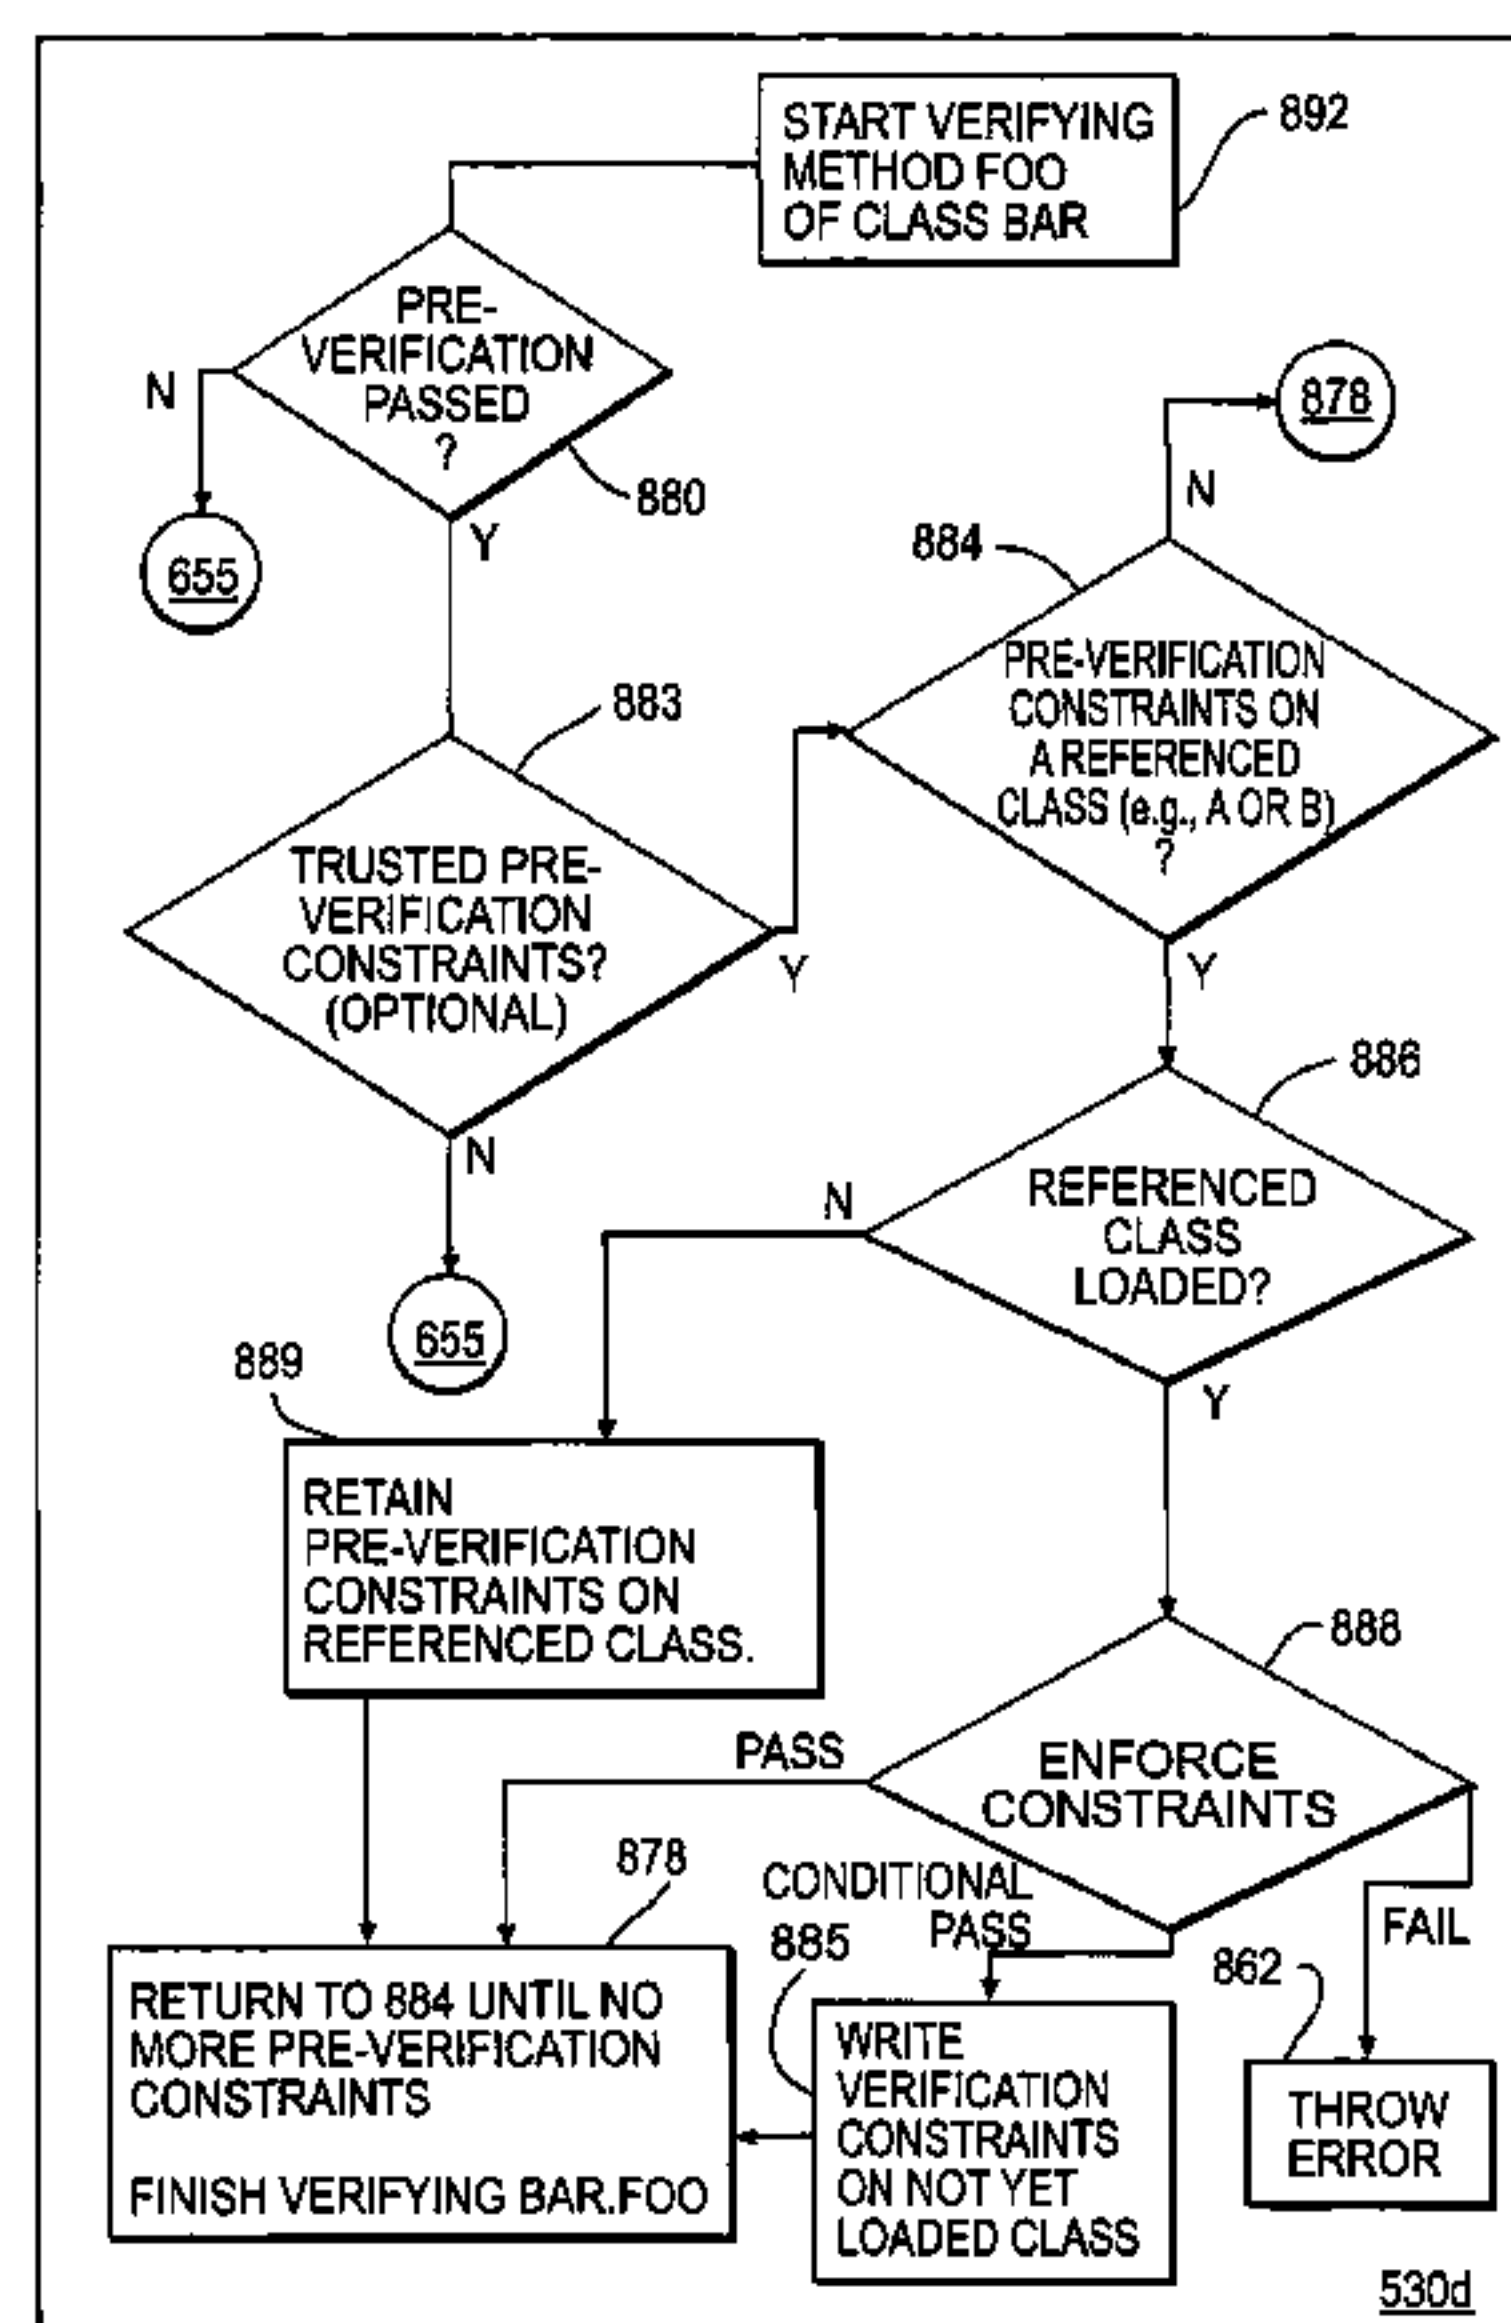 START VERIFYING
METHOD FOO
OF CLASS BAR
892
PRE-
VERIFICATION
PASSED
?
N
880
Y
655
878
N
884
PRE-VERIFICATION
CONSTRAINTS ON
A REFERENCED
CLASS (e.g., A OR B)
?
Y
883
TRUSTED PRE-
VERIFICATION
CONSTRAINTS?
(OPTIONAL)
Y
N
655
886
REFERENCED
CLASS
LOADED?
N
Y
889
RETAIN
PRE-VERIFICATION
CONSTRAINTS ON
REFERENCED CLASS.
888
ENFORCE
CONSTRAINTS
PASS
CONDITIONAL
PASS
FAIL
878
RETURN TO 884 UNTIL NO
MORE PRE-VERIFICATION
CONSTRAINTS
FINISH VERIFYING BAR.FOO
885
WRITE
VERIFICATION
CONSTRAINTS
ON NOT YET
LOADED CLASS
862
THROW
ERROR
530d